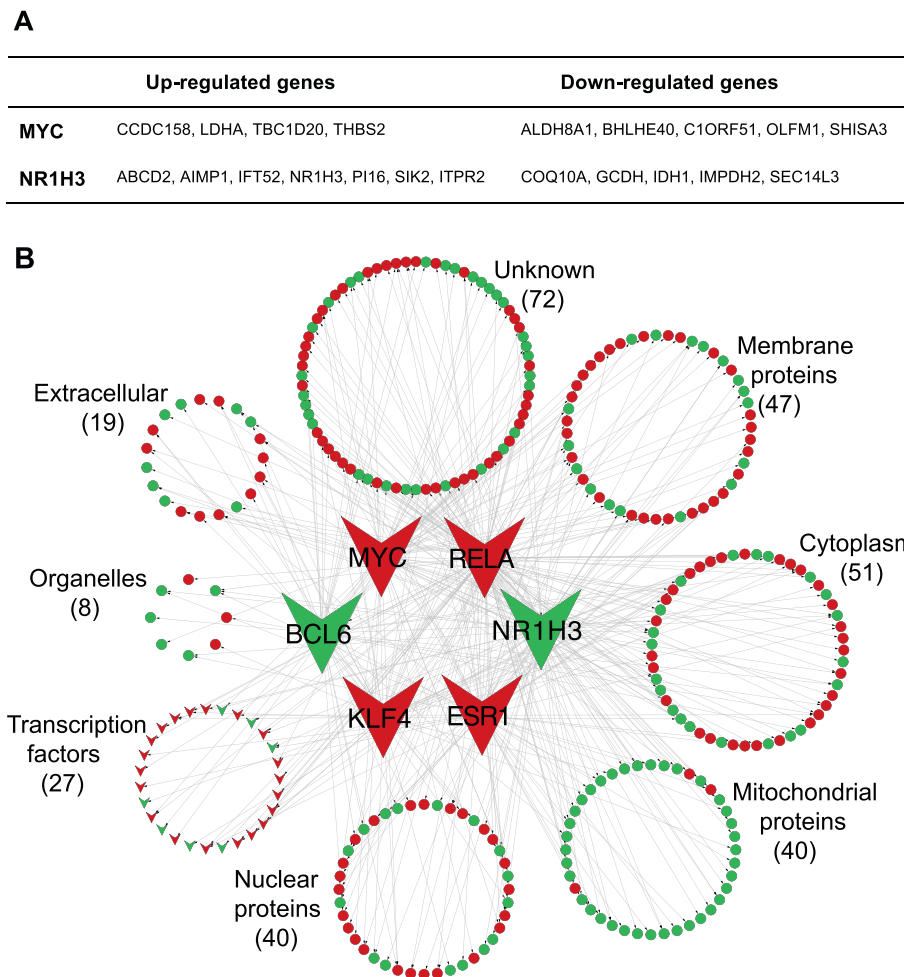 A
Up-regulated genes Down-regulated genes
MYC CCDC158, LDHA, TBC1D20, THBS2 ALDH8A1, BHLHE40, C1ORF51, OLFM1, SHISA3
NR1H3 ABCD2, AIMP1, IFT52, NR1H3, PI16, SIK2, ITPR2 COQ10A, GCDH, IDH1, IMPDH2, SEC14L3
B
Unknown
(72)
Membrane
proteins
(47)
Extracellular
(19)
MYC RELA
Cytoplasm
(51)
Organelles
(8)
BCL6 NR1H3
KLF4 ESR1
Transcription
factors
(27)
Mitochondrial
proteins
(40)
Nuclear
proteins
(40)